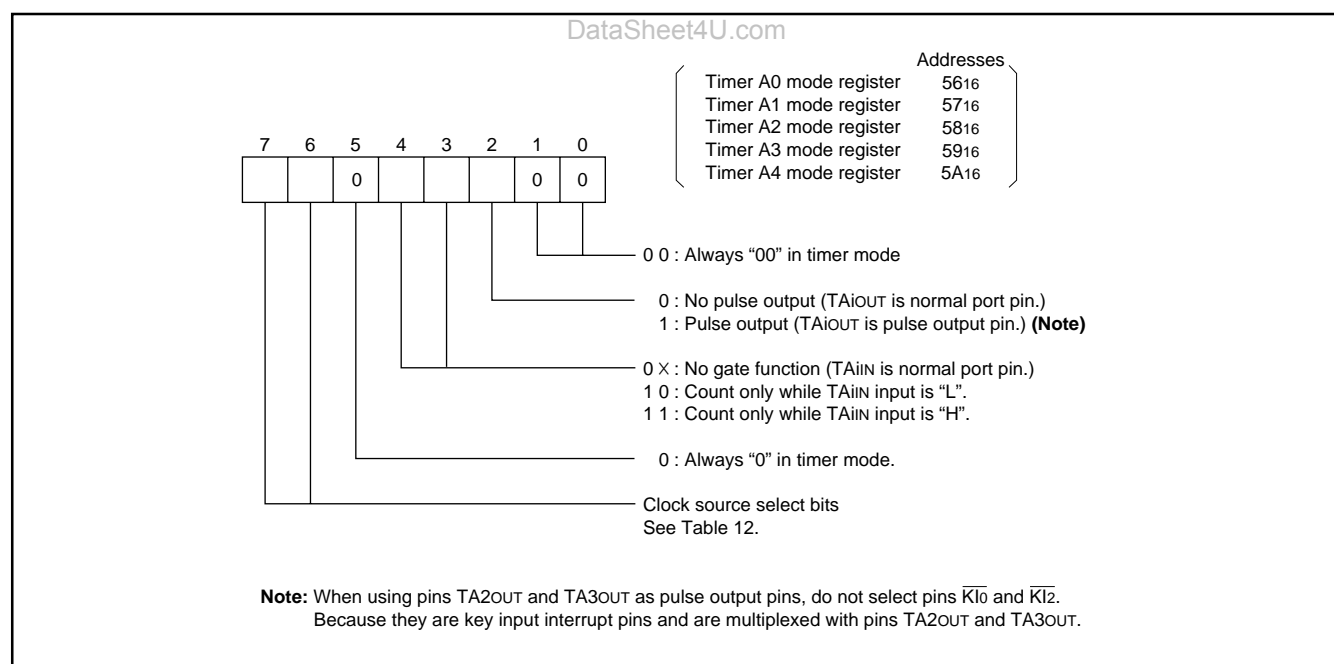 DataSheet4U.com
Addresses
Timer A0 mode register 5616
Timer A1 mode register 5716
Timer A2 mode register 5816
Timer A3 mode register 5916
Timer A4 mode register 5A16
7 6 5 4 3 2 1 0
0 0 0
0 0 : Always “00” in timer mode
0 : No pulse output (TAiOUT is normal port pin.)
1 : Pulse output (TAiOUT is pulse output pin.) (Note)
0 × : No gate function (TAiIN is normal port pin.)
1 0 : Count only while TAiIN input is “L”.
1 1 : Count only while TAiIN input is “H”.
0 : Always “0” in timer mode.
Clock source select bits
See Table 12.
Note: When using pins TA2OUT and TA3OUT as pulse output pins, do not select pins K̅I̅0 and K̅I̅2.
Because they are key input interrupt pins and are multiplexed with pins TA2OUT and TA3OUT.